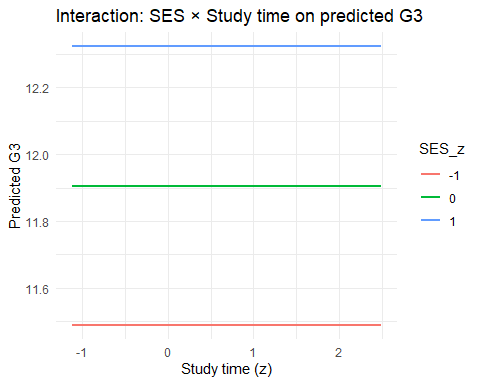 Interaction: SES × Study time on predicted G3
Predicted G3
12.2
12.0
11.8
11.6
-1
0
1
2
Study time (z)
SES_z
-1
0
1